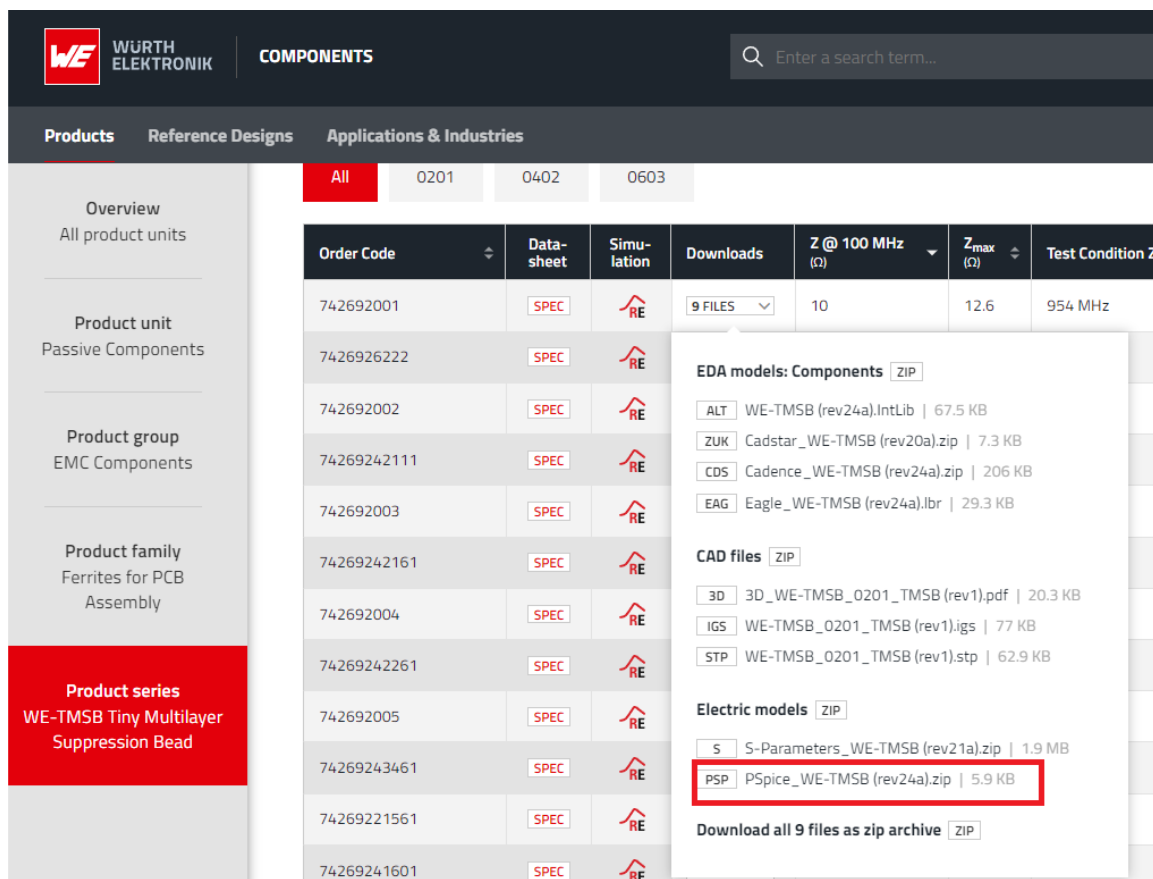 WE WÜRTH ELEKTRONIK COMPONENTS Enter a search term...
Products Reference Designs Applications & Industries
All 0201 0402 0603
Overview
All product units
Product unit
Passive Components
Product group
EMC Components
Product family
Ferrites for PCB
Assembly
Product series
WE-TMSB Tiny Multilayer
Suppression Bead
Order Code Data-sheet Simu-lation Downloads Z @ 100 MHz (Ω) Zmax (Ω) Test Condition Z
742692001 SPEC RE 9 FILES 10 12.6 954 MHz
7426926222 SPEC RE
742692002 SPEC RE
74269242111 SPEC RE
742692003 SPEC RE
74269242161 SPEC RE
742692004 SPEC RE
74269242261 SPEC RE
742692005 SPEC RE
74269243461 SPEC RE
74269221561 SPEC RE
74269241601 SPEC RE
EDA models: Components ZIP
ALT WE-TMSB (rev24a).IntLib | 67.5 KB
ZUK Cadstar_WE-TMSB (rev20a).zip | 7.3 KB
CDS Cadence_WE-TMSB (rev24a).zip | 206 KB
EAG Eagle_WE-TMSB (rev24a).lbr | 29.3 KB
CAD files ZIP
3D 3D_WE-TMSB_0201_TMSB (rev1).pdf | 20.3 KB
IGS WE-TMSB_0201_TMSB (rev1).igs | 77 KB
STP WE-TMSB_0201_TMSB (rev1).stp | 62.9 KB
Electric models ZIP
S S-Parameters_WE-TMSB (rev21a).zip | 1.9 MB
PSP PSpice_WE-TMSB (rev24a).zip | 5.9 KB
Download all 9 files as zip archive ZIP